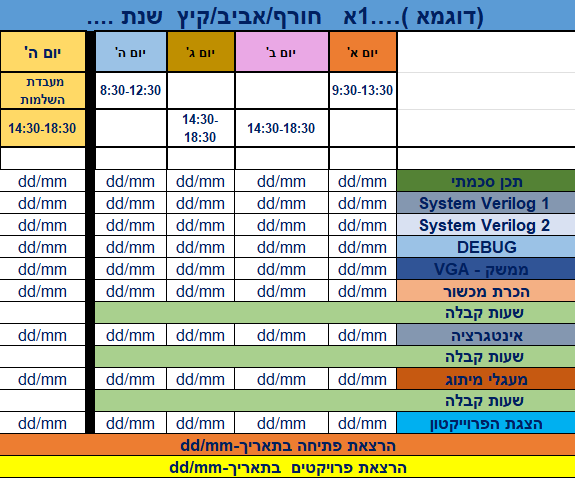 (דוגמא )....1א חורף/אביב/קיץ שנת ....
יום א' יום ב' יום ג' יום ה' יום ה'
9:30-13:30 8:30-12:30 מעבדת
השלמות
14:30-18:30 14:30-
18:30 14:30-18:30
תכן סכמתי dd/mm dd/mm dd/mm dd/mm dd/mm
System Verilog 1 dd/mm dd/mm dd/mm dd/mm dd/mm
System Verilog 2 dd/mm dd/mm dd/mm dd/mm dd/mm
DEBUG dd/mm dd/mm dd/mm dd/mm dd/mm
ממשק - VGA dd/mm dd/mm dd/mm dd/mm dd/mm
הכרת מכשור dd/mm dd/mm dd/mm dd/mm dd/mm
שעות קבלה
אינטגרציה dd/mm dd/mm dd/mm dd/mm dd/mm
שעות קבלה
מעגלי מיתוג dd/mm dd/mm dd/mm dd/mm dd/mm
שעות קבלה
הצגת הפרוייקטון dd/mm dd/mm dd/mm dd/mm dd/mm
הרצאת פתיחה בתאריך-dd/mm
הרצאת פרויקטים בתאריך-dd/mm